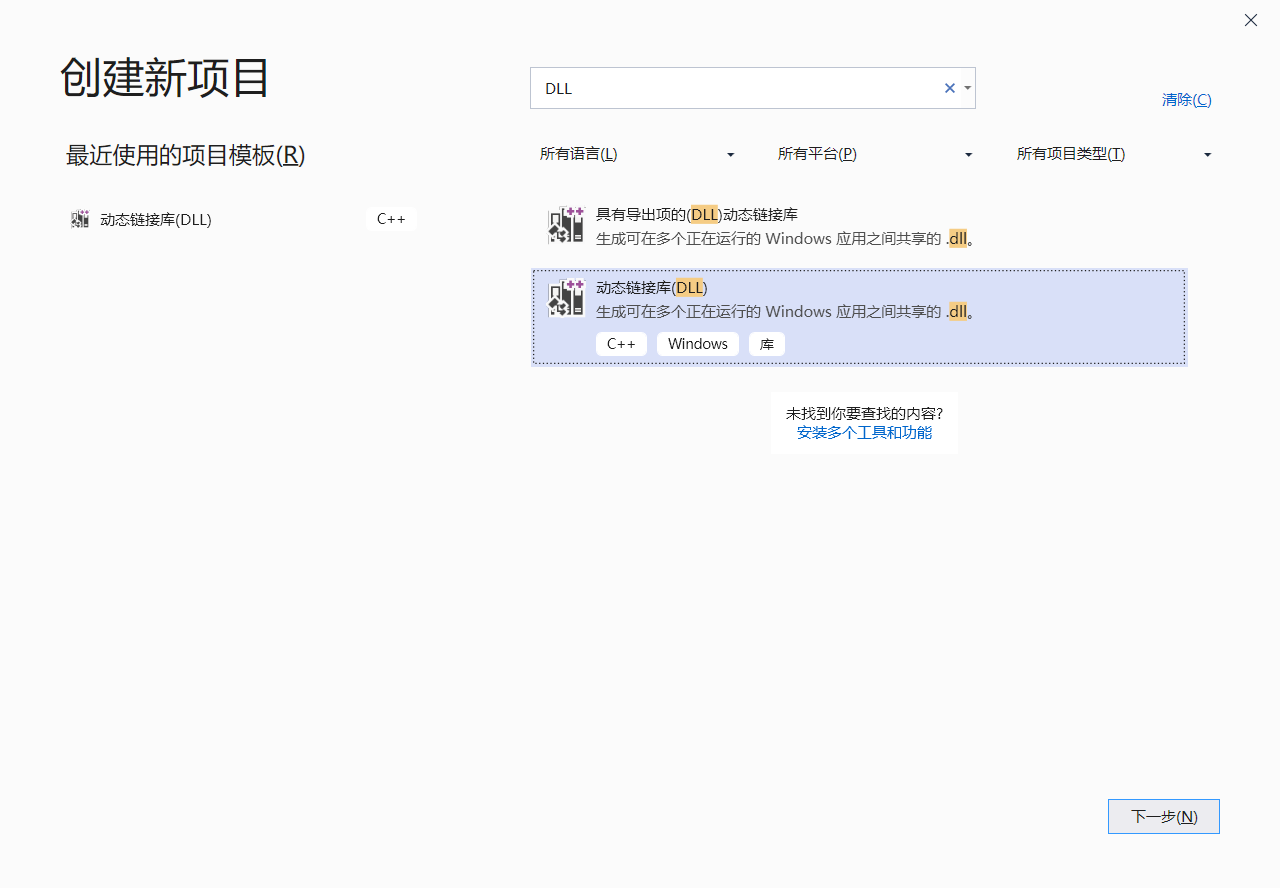 创建新项目
DLL
清除(C)
最近使用的项目模板(R)
所有语言(L)
所有平台(P)
所有项目类型(T)
动态链接库(DLL)
C++
具有导出项的(DLL)动态链接库
生成可在多个正在运行的 Windows 应用之间共享的 .dll。
动态链接库(DLL)
生成可在多个正在运行的 Windows 应用之间共享的 .dll。
C++ Windows 库
未找到你要查找的内容?
安装多个工具和功能
下一步(N)